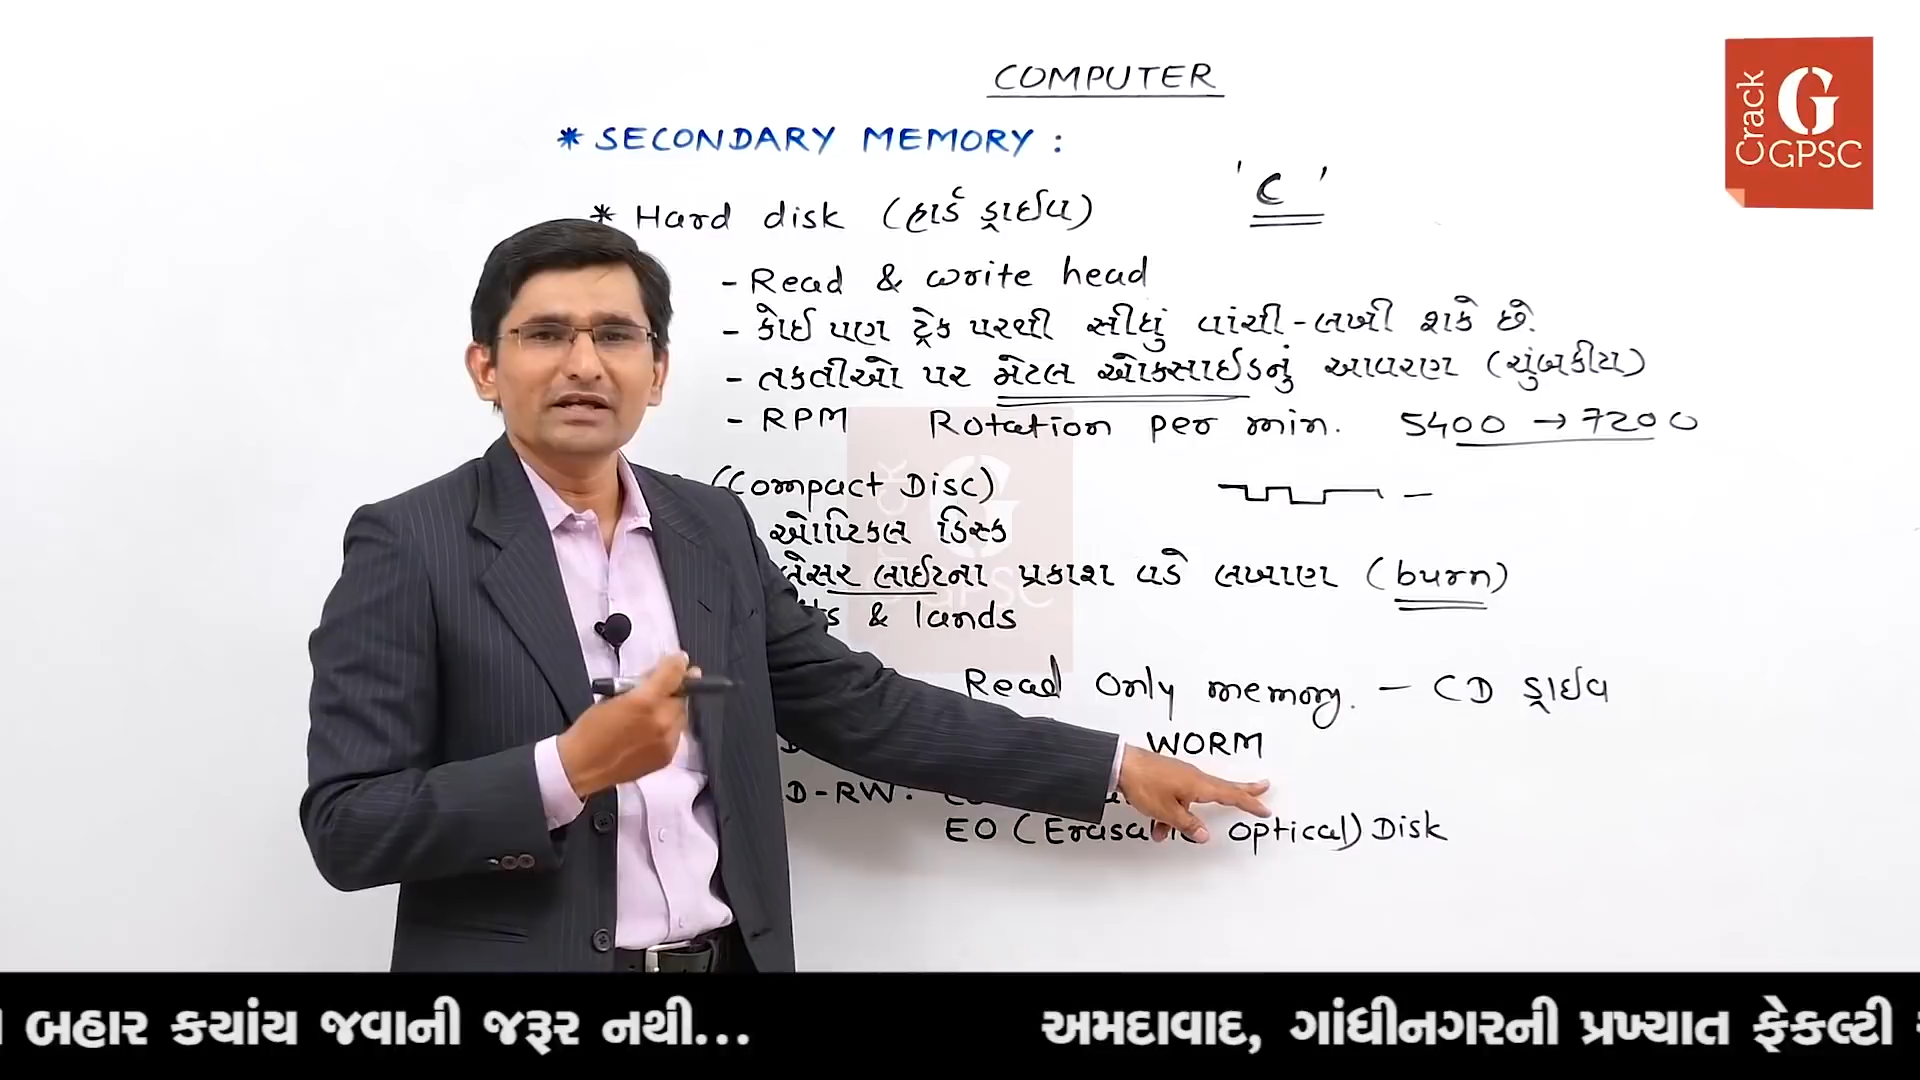 COMPUTER
* SECONDARY MEMORY :
'C'
* Hard disk (હાર્ડ ડ્રાઈવ)
- Read & write head
- કોઈ પણ ટ્રેક પરથી સીધું વાંચી-લખી શકે છે.
- તકતીઓ પર મેટલ ઓક્સાઈડનું આવરણ (ચુંબકીય)
- RPM Rotation per min. 5400 → 7200
(Compact Disc)
ઓપ્ટિકલ ડિસ્ક
લેસર લાઈટના પ્રકાશ વડે લખાણ (burn)
& lands
Read Only memory. - CD ડ્રાઈવ
WORM
D-RW:
EO ( optical) Disk
Crack
G
GPSC
Crack
G
GPSC
બહાર કયાંય જવાની જરૂર નથી... અમદાવાદ, ગાંધીનગરની પ્રખ્યાત ફેકલ્ટી